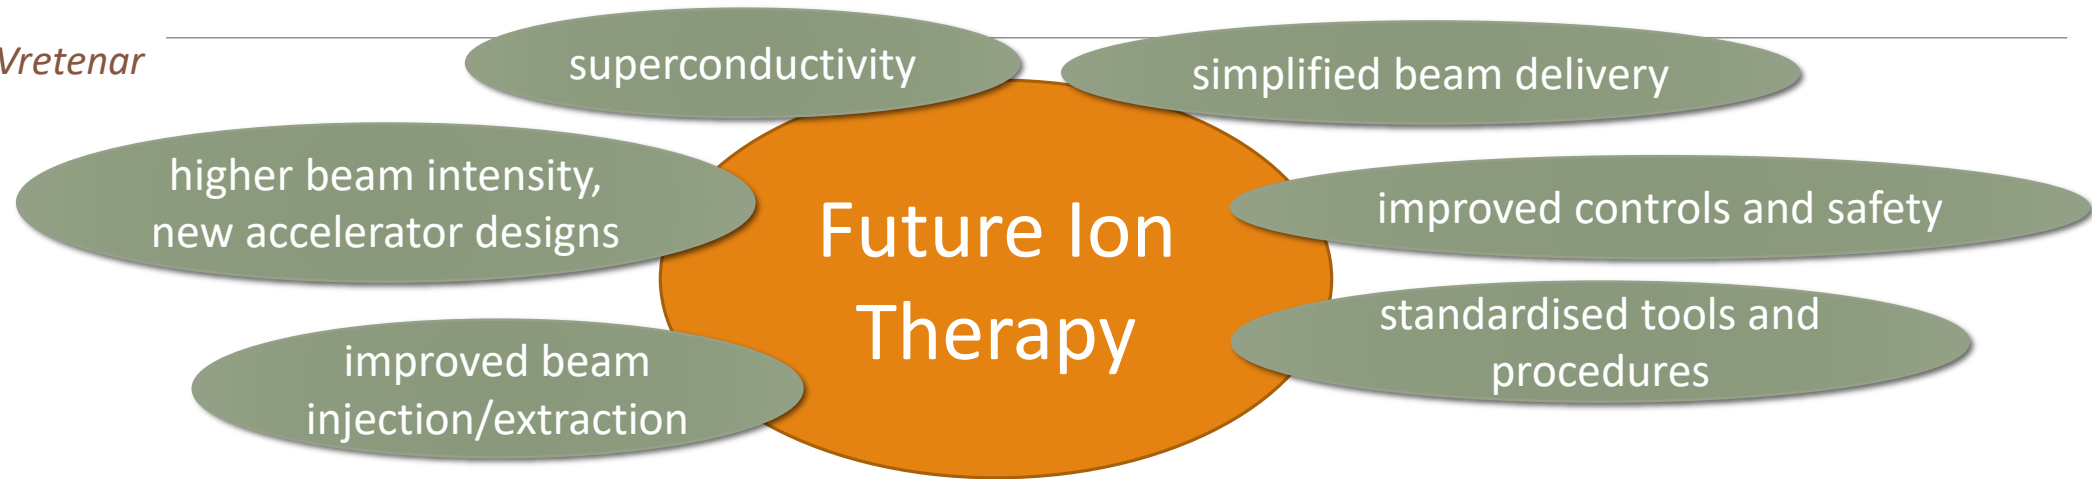 Vretenar
superconductivity
simplified beam delivery
higher beam intensity,
new accelerator designs
Future Ion
Therapy
improved controls and safety
standardised tools and
procedures
improved beam
injection/extraction